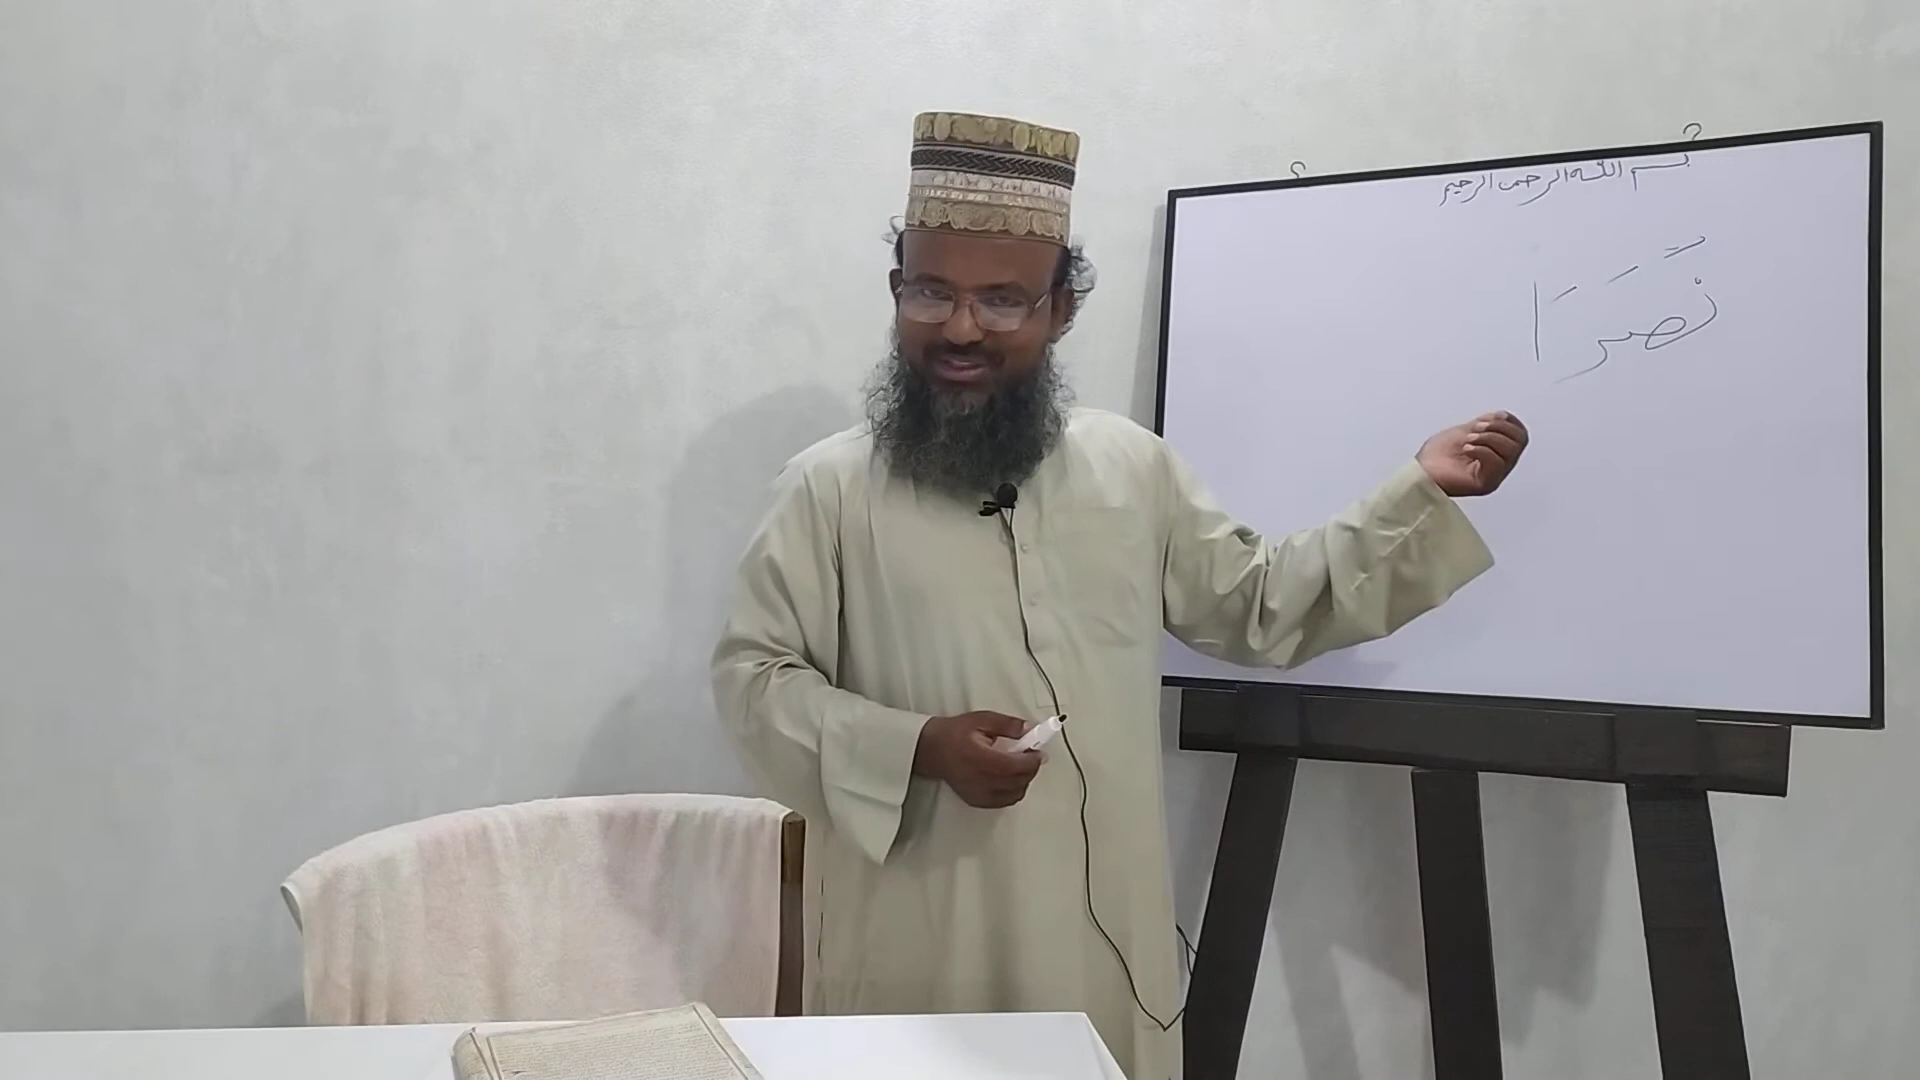 بسم الله الرحمن الرحيم
نَصَرَا